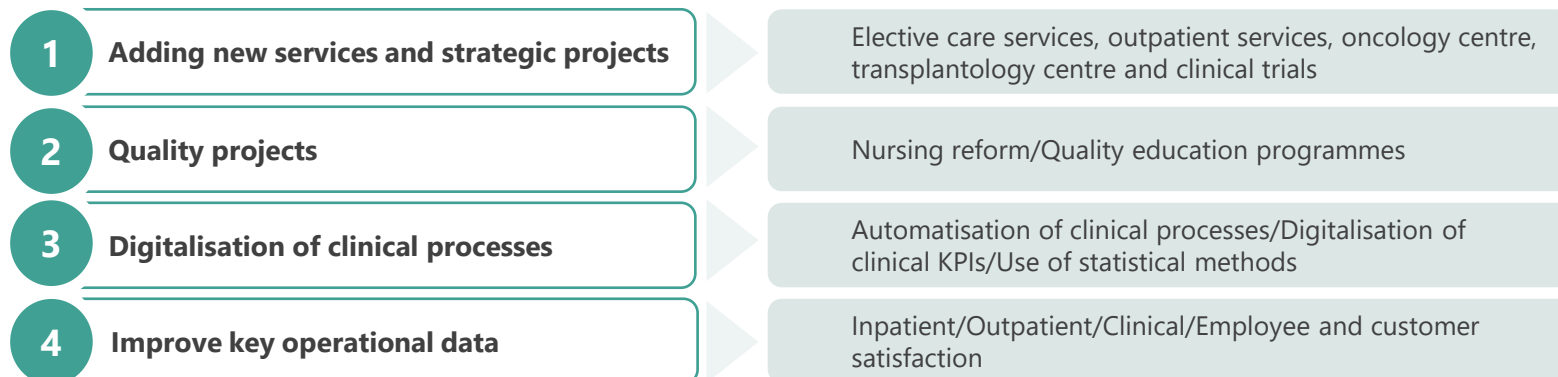 1
Adding new services and strategic projects
Elective care services, outpatient services, oncology centre,
transplantology centre and clinical trials
2
Quality projects
Nursing reform/Quality education programmes
3
Digitalisation of clinical processes
Automatisation of clinical processes/Digitalisation of
clinical KPIs/Use of statistical methods
4
Improve key operational data
Inpatient/Outpatient/Clinical/Employee and customer
satisfaction